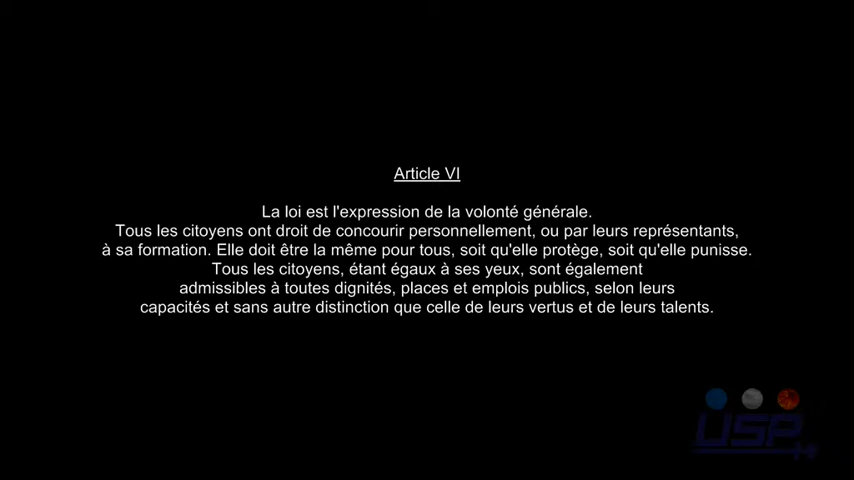 Article VI
La loi est l'expression de la volonté générale.
Tous les citoyens ont droit de concourir personnellement, ou par leurs représentants,
à sa formation. Elle doit être la même pour tous, soit qu'elle protège, soit qu'elle punisse.
Tous les citoyens, étant égaux à ses yeux, sont également
admissibles à toutes dignités, places et emplois publics, selon leurs
capacités et sans autre distinction que celle de leurs vertus et de leurs talents.
USP